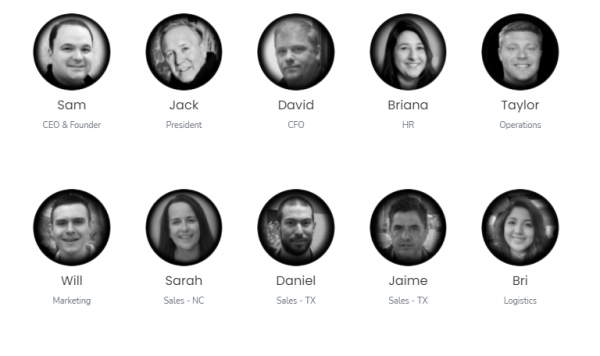 Sam Jack David Briana Taylor
CEO & Founder President CFO HR Operations
Will Sarah Daniel Jaime Bri
Marketing Sales - NC Sales - TX Sales - TX Logistics